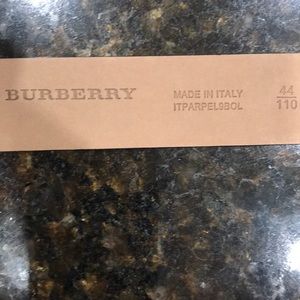 BURBERRY
MADE IN ITALY
ITPARPEL9BOL
44
110